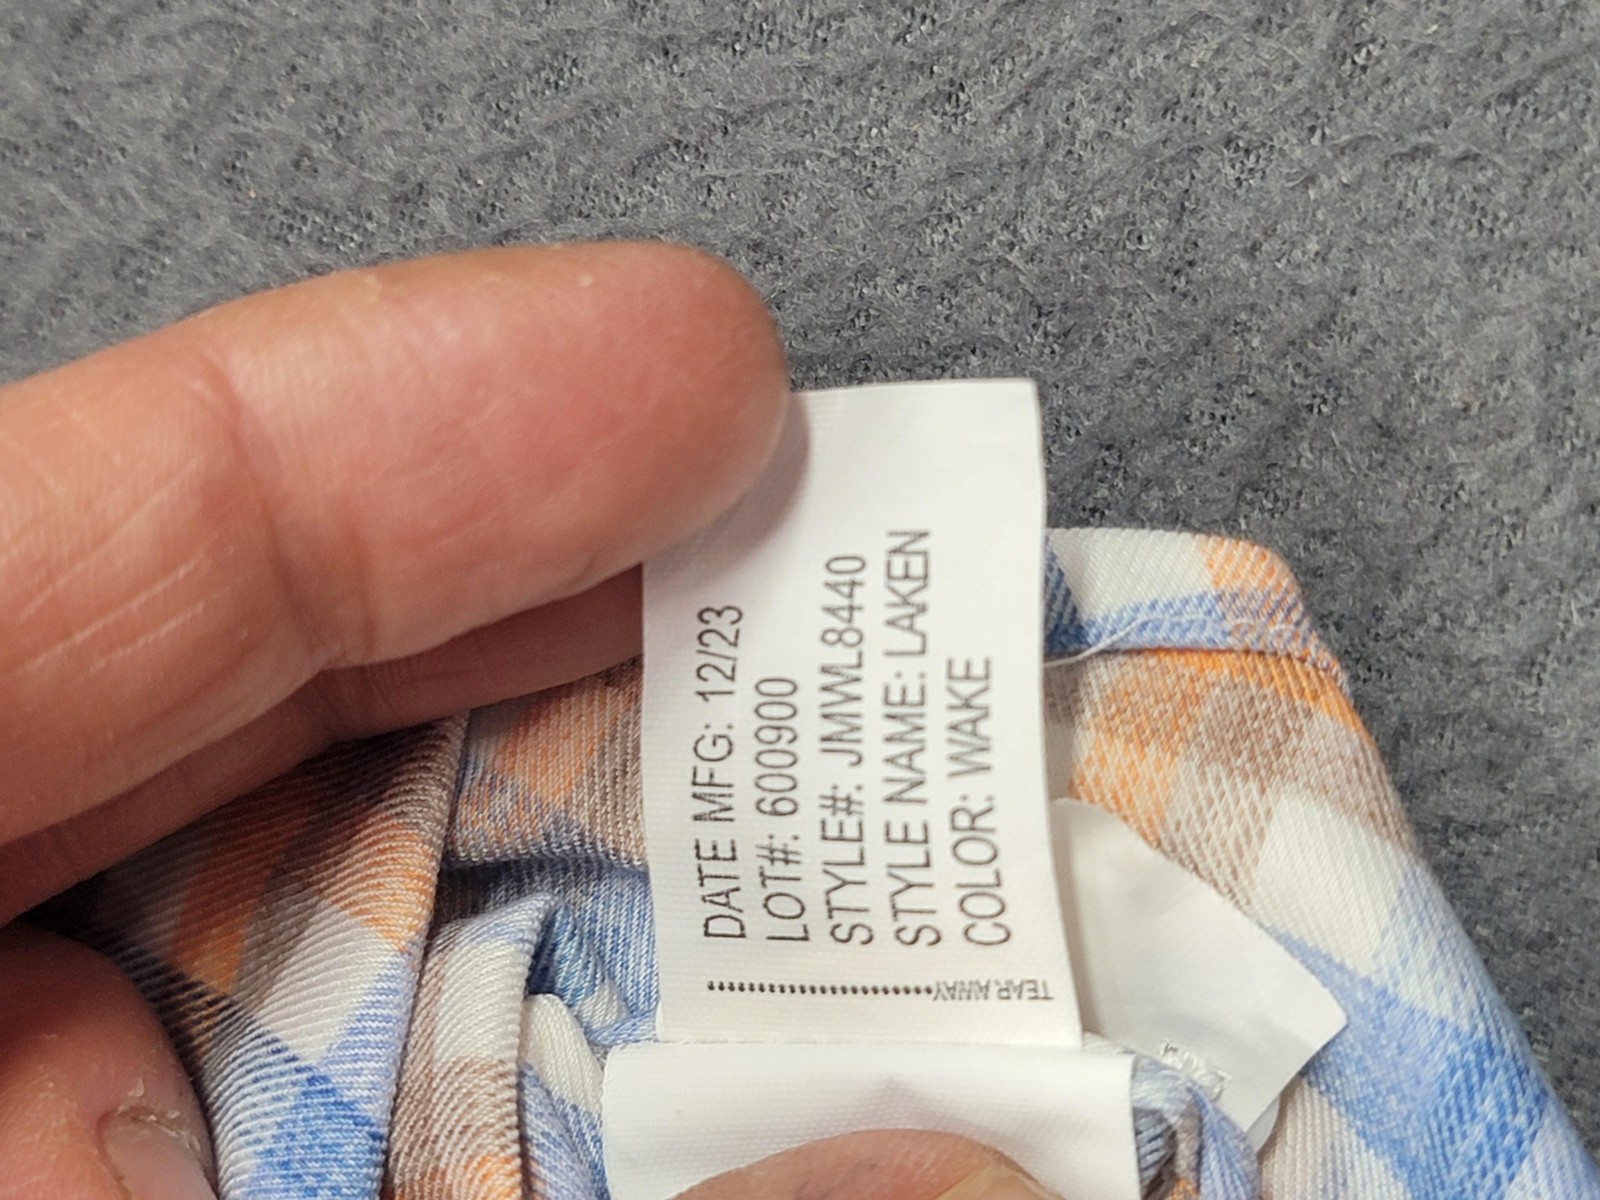 DATE MFG: 12/23
LOT#: 600900
STYLE#: JMWL8440
STYLE NAME: LAKEN
COLOR: WAKE
TEAR AWAY